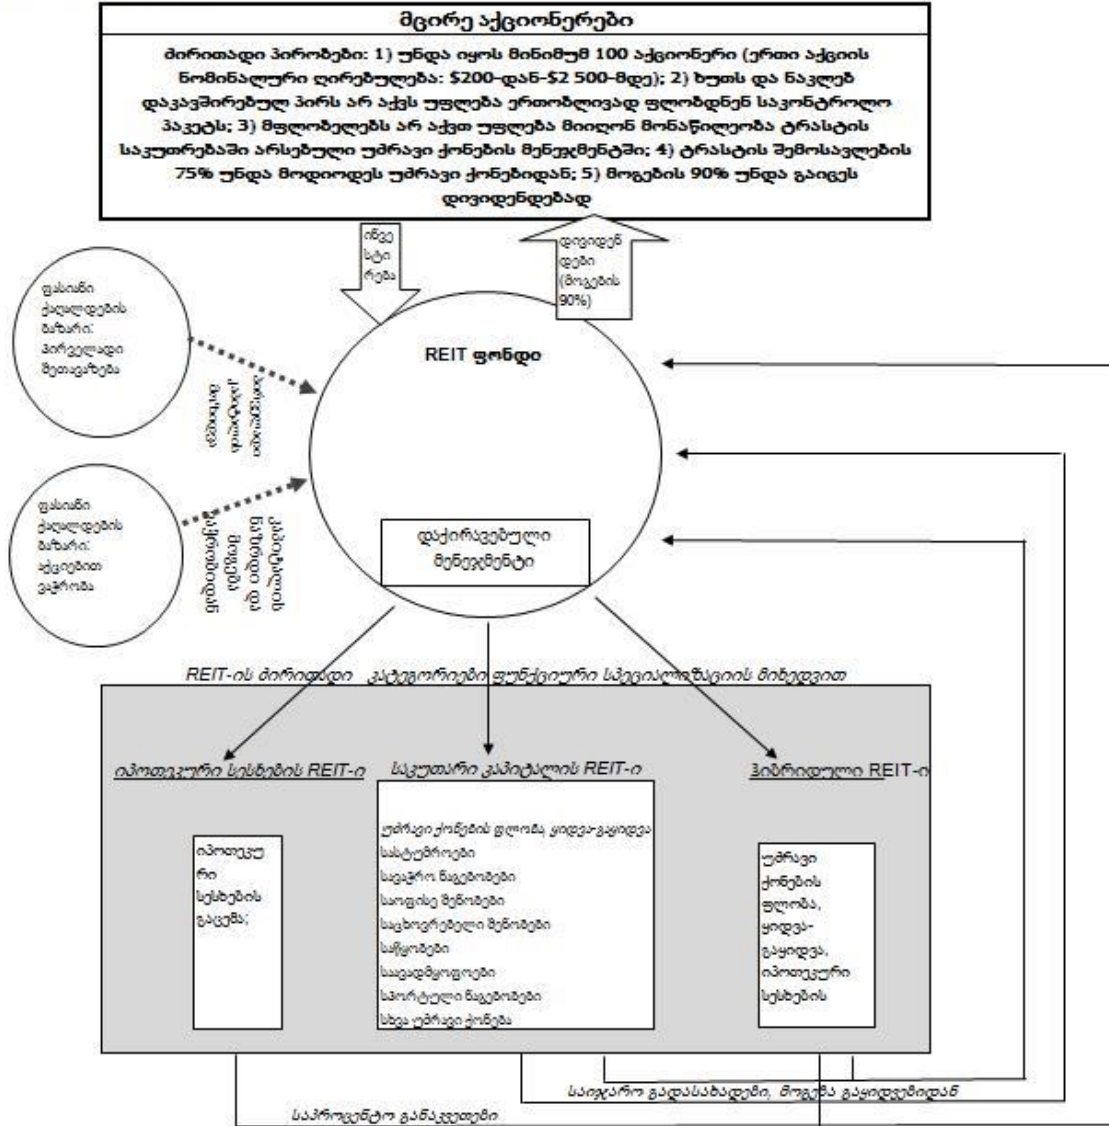 მცირე აქციონერები
ძირითადი პირობები: 1) უნდა იყოს მინიმუმ 100 აქციონერი (ერთი აქციის
ნომინალური ღირებულება: $200-დან-$2 500-მდე); 2) ხუთს და ნაკლებ
დაკავშირებულ პირს არ აქვს უფლება ერთობლივად ფლობდნენ საკონტროლო
პაკეტს; 3) მფლობელებს არ აქვთ უფლება მიიღონ მონაწილეობა ტრასტის
საკუთრებაში არსებული უძრავი ქონების მენეჯმენტში; 4) ტრასტის შემოსავლების
75% უნდა მოდიოდეს უძრავი ქონებიდან; 5) მოგების 90% უნდა გაიცეს
დივიდენდებად
ინვე
სტი
რება
დივიდენ
დები
(მოგების
90%)
ფასიანი
ქაღალდების
ბაზარი:
პირველადი
შეთავაზება
REIT ფონდი
ფასიანი
ქაღალდების
ბაზარი:
აქციებით
ვაჭრობა
კაპიტალის
ზრდა და
მოგება
დაქირავებული
მენეჯმენტი
REIT-ის ძირითადი კატეგორიები ფუნქციური სპეციალიზაციის მიხედვით
იპოთეკური სესხების REIT-ი
საკუთარი კაპიტალის REIT-ი
ჰიბრიდული REIT-ი
იპოთეკუ
რი
სესხების
გაცემა;
უძრავი ქონების ფლობა, ყიდვა-გაყიდვა
სასტუმროები
სავაჭრო ნაგებობები
საოფისე შენობები
საცხოვრებელი შენობები
საწყობები
საავადმყოფოები
სპორტული ნაგებობები
სხვა უძრავი ქონება
უძრავი
ქონების
ფლობა,
ყიდვა-
გაყიდვა,
იპოთეკური
სესხების
საიჯარო გადასახადები, მოგება გაყიდვებიდან
საპროცენტო განაკვეთები